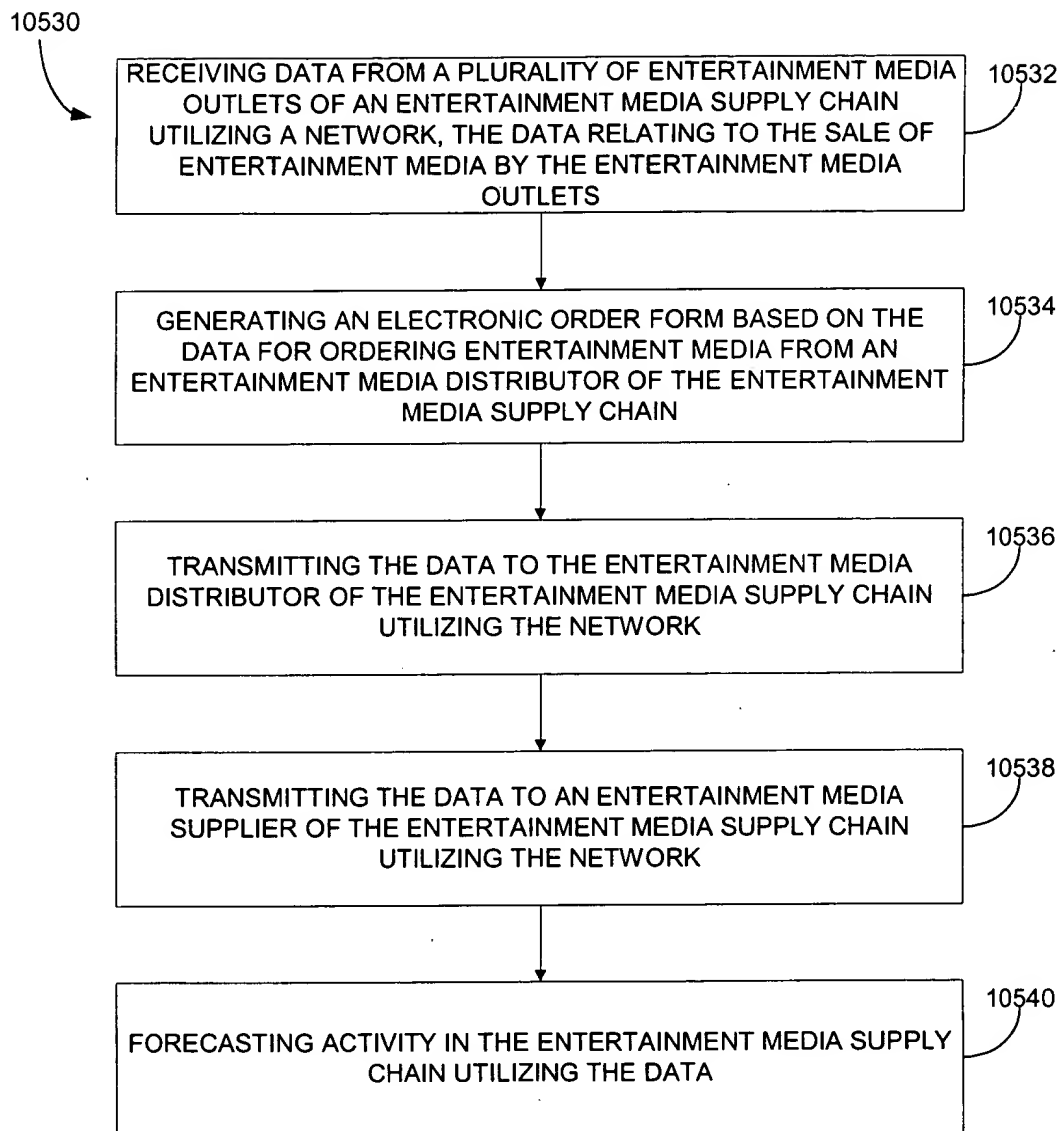 10530
RECEIVING DATA FROM A PLURALITY OF ENTERTAINMENT MEDIA
OUTLETS OF AN ENTERTAINMENT MEDIA SUPPLY CHAIN
UTILIZING A NETWORK, THE DATA RELATING TO THE SALE OF
ENTERTAINMENT MEDIA BY THE ENTERTAINMENT MEDIA
OUTLETS
10532
GENERATING AN ELECTRONIC ORDER FORM BASED ON THE
DATA FOR ORDERING ENTERTAINMENT MEDIA FROM AN
ENTERTAINMENT MEDIA DISTRIBUTOR OF THE ENTERTAINMENT
MEDIA SUPPLY CHAIN
10534
TRANSMITTING THE DATA TO THE ENTERTAINMENT MEDIA
DISTRIBUTOR OF THE ENTERTAINMENT MEDIA SUPPLY CHAIN
UTILIZING THE NETWORK
10536
TRANSMITTING THE DATA TO AN ENTERTAINMENT MEDIA
SUPPLIER OF THE ENTERTAINMENT MEDIA SUPPLY CHAIN
UTILIZING THE NETWORK
10538
FORECASTING ACTIVITY IN THE ENTERTAINMENT MEDIA SUPPLY
CHAIN UTILIZING THE DATA
10540